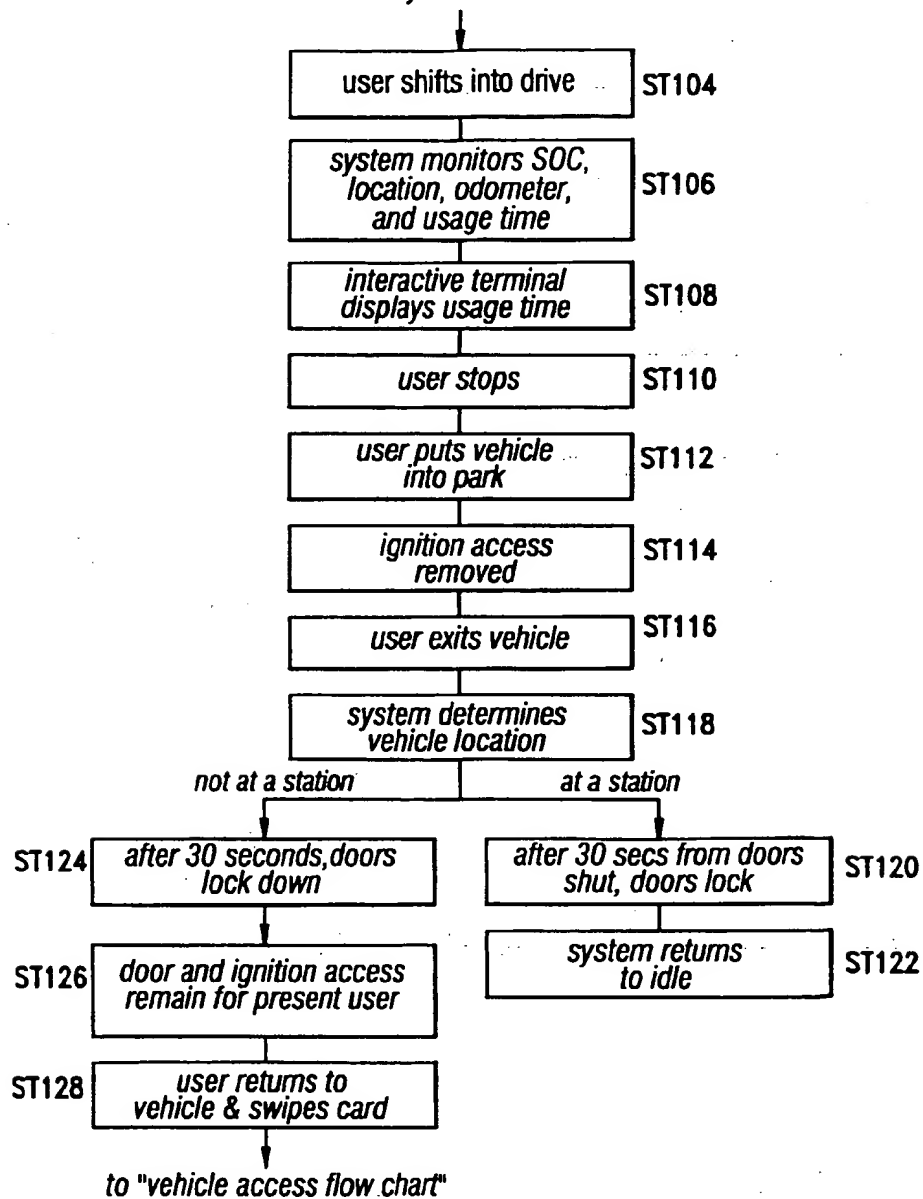 user shifts into drive
ST104
system monitors SOC,
location, odometer,
and usage time
ST106
interactive terminal
displays usage time
ST108
user stops
ST110
user puts vehicle
into park
ST112
ignition access
removed
ST114
user exits vehicle
ST116
system determines
vehicle location
ST118
not at a station
at a station
ST124
after 30 seconds,doors
lock down
after 30 secs from doors
shut, doors lock
ST120
ST126
door and ignition access
remain for present user
system returns
to idle
ST122
ST128
user returns to
vehicle & swipes card
to "vehicle access flow chart"